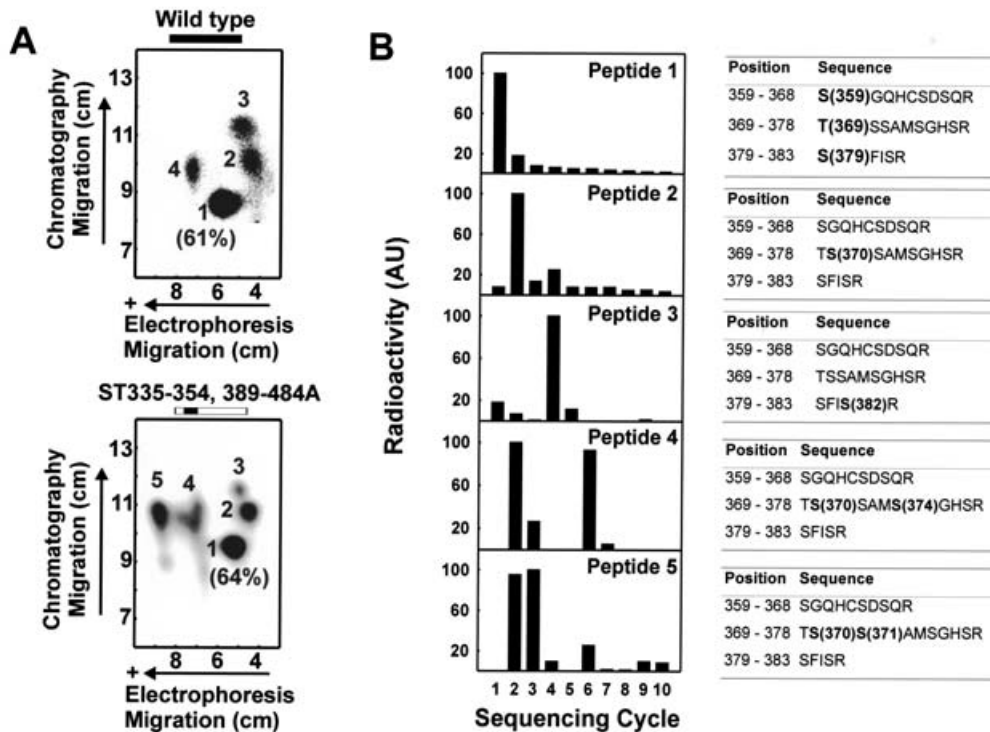 A
Wild type
Chromatography
Migration (cm)
13
11
9
7
3
4
2
1
(61%)
+
8 6 4
Electrophoresis
Migration (cm)
ST335-354, 389-484A
Chromatography
Migration (cm)
13
11
9
7
5
4
3
2
1
(64%)
+
8 6 4
Electrophoresis
Migration (cm)
B
Radioactivity (AU)
100
60
20
Peptide 1
100
60
20
Peptide 2
100
60
20
Peptide 3
100
60
20
Peptide 4
100
60
20
Peptide 5
1 2 3 4 5 6 7 8 9 10
Sequencing Cycle
Position Sequence
359 - 368 S(359)GQHCSDSQR
369 - 378 T(369)SSAMSGHSR
379 - 383 S(379)FISR
Position Sequence
359 - 368 SGQHCSDSQR
369 - 378 TS(370)SAMSGHSR
379 - 383 SFISR
Position Sequence
359 - 368 SGQHCSDSQR
369 - 378 TSSAMSGHSR
379 - 383 SFIS(382)R
Position Sequence
359 - 368 SGQHCSDSQR
369 - 378 TS(370)SAMS(374)GHSR
379 - 383 SFISR
Position Sequence
359 - 368 SGQHCSDSQR
369 - 378 TS(370)S(371)AMSGHSR
379 - 383 SFISR